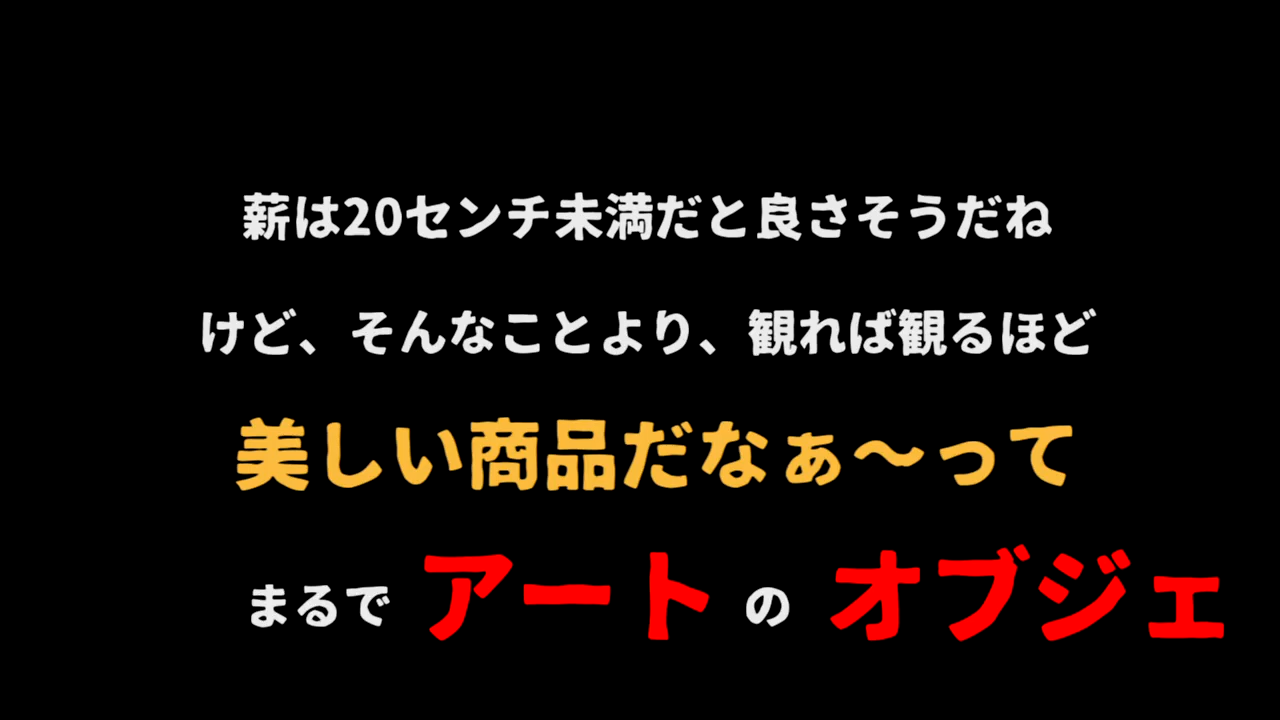 薪は20センチ未満だと良さそうだね
けど、そんなことより、観れば観るほど
美しい商品だなぁ〜って
まるで アート の オブジェ